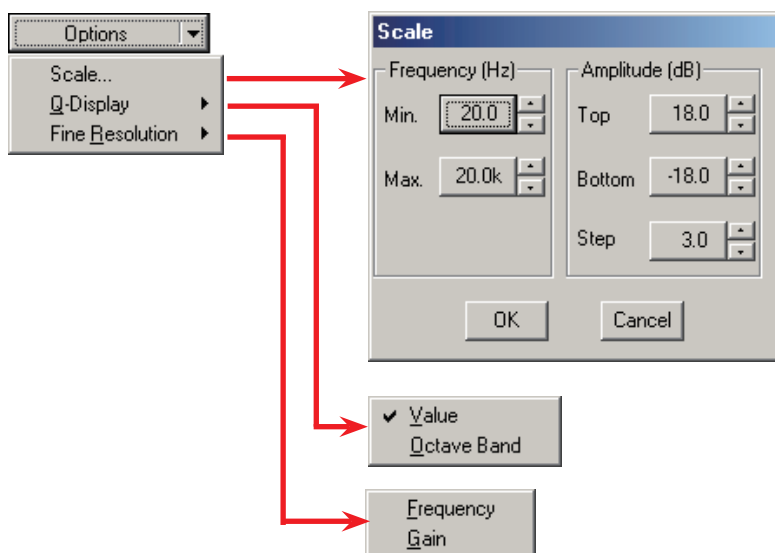 Options
Scale...
Q-Display
Fine Resolution
Scale
Frequency (Hz)
Min. 20.0
Max. 20.0k
Amplitude (dB)
Top 18.0
Bottom -18.0
Step 3.0
OK Cancel
Value
Octave Band
Frequency
Gain